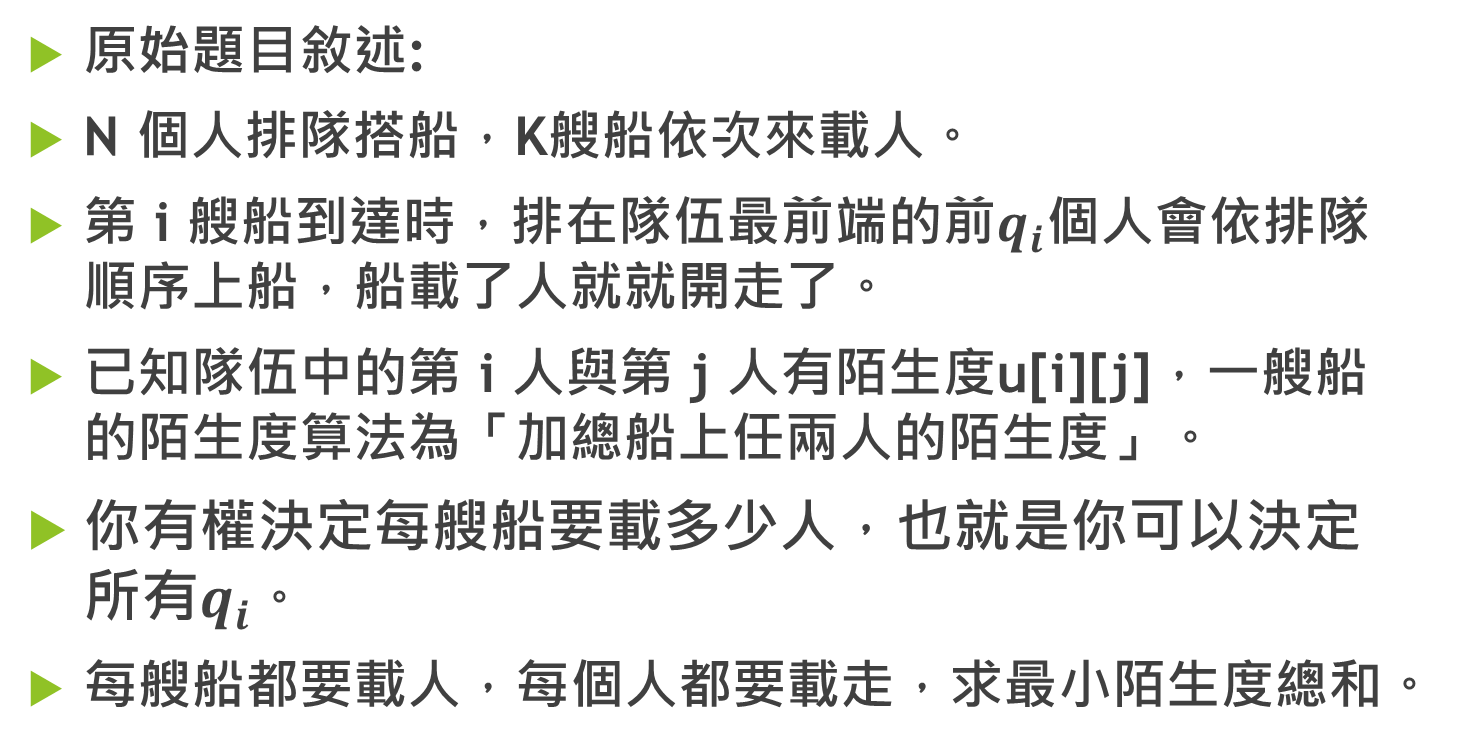 原始題目敘述:
N 個人排隊搭船，K艘船依次來載人。
第 i 艘船到達時，排在隊伍最前端的前qᵢ個人會依排隊
順序上船，船載了人就就開走了。
已知隊伍中的第 i 人與第 j 人有陌生度u[i][j]，一艘船
的陌生度算法為「加總船上任兩人的陌生度」。
你有權決定每艘船要載多少人，也就是你可以決定
所有qᵢ。
每艘船都要載人，每個人都要載走，求最小陌生度總和。